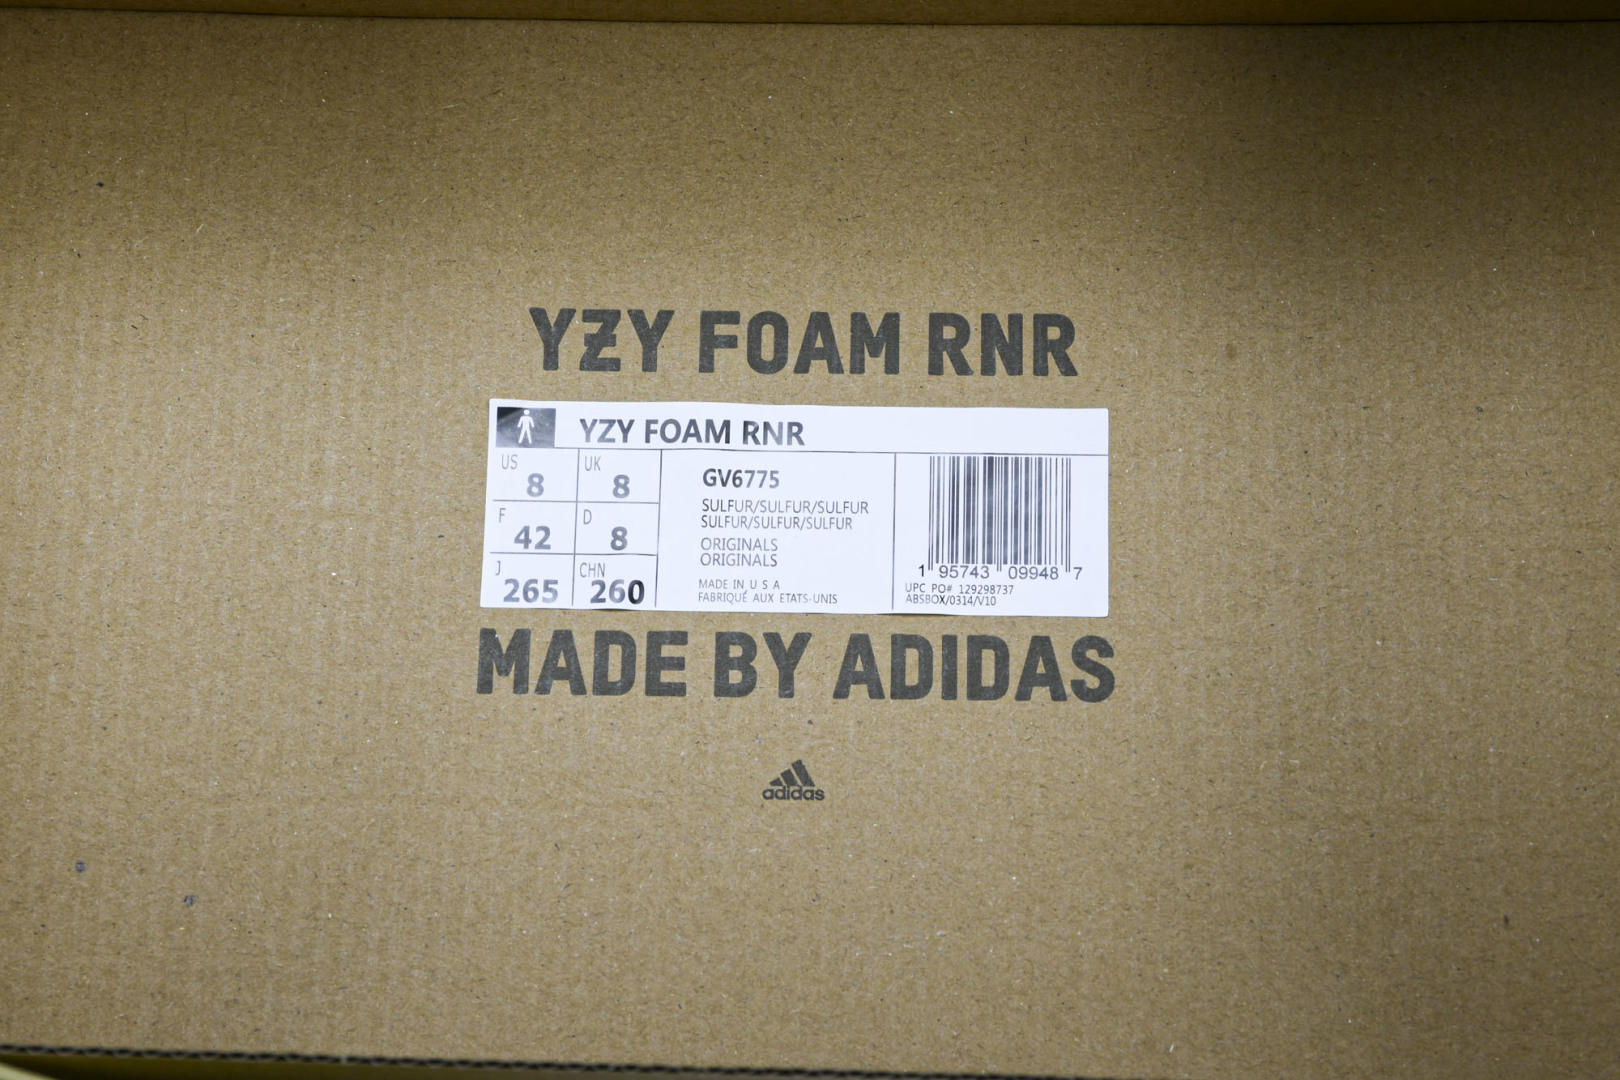 YZY FOAM RNR
YZY FOAM RNR
US 8 UK 8
F 42 D 8
J 265 CHN 260
GV6775
SULFUR/SULFUR/SULFUR
SULFUR/SULFUR/SULFUR
ORIGINALS
ORIGINALS
MADE IN U S A
FABRIQUÉ AUX ETATS-UNIS
1 95743 09948 7
UPC PO# 129298737
ABSBOX/0314/V10
MADE BY ADIDAS
adidas